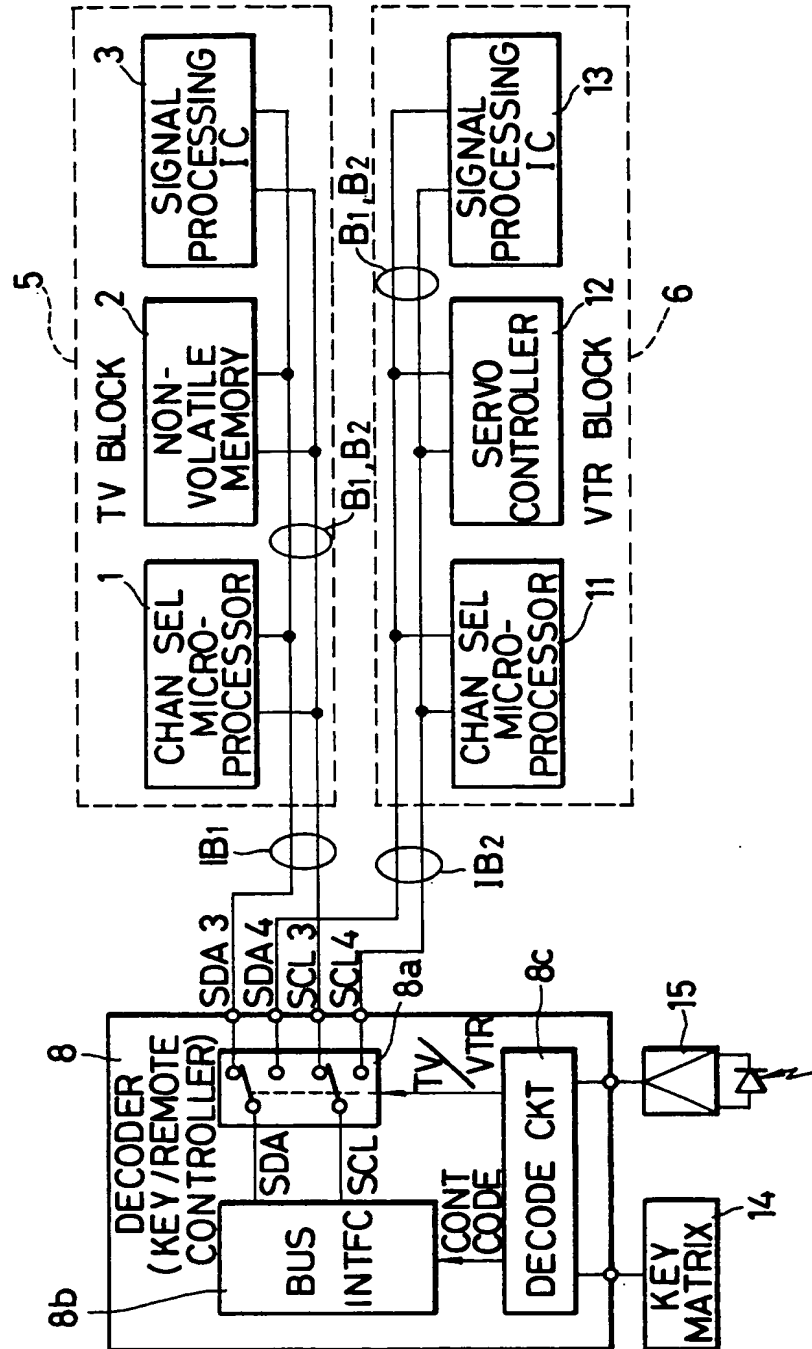 8
DECODER
(KEY/REMOTE
CONTROLLER)
8b
BUS
INTFC
SDA
SCL
SDA 3
SDA 4
SCL 3
SCL4
8a
TV/VTR
CONT
CODE
8c
DECODE CKT
KEY
MATRIX
14
15
IB1
IB2
5
TV BLOCK
1
CHAN SEL
MICRO-
PROCESSOR
2
NON-
VOLATILE
MEMORY
3
SIGNAL
PROCESSING
IC
B1, B2
B1, B2
CHAN SEL
MICRO-
PROCESSOR
11
SERVO
CONTROLLER
12
SIGNAL
PROCESSING
IC
13
VTR BLOCK
6